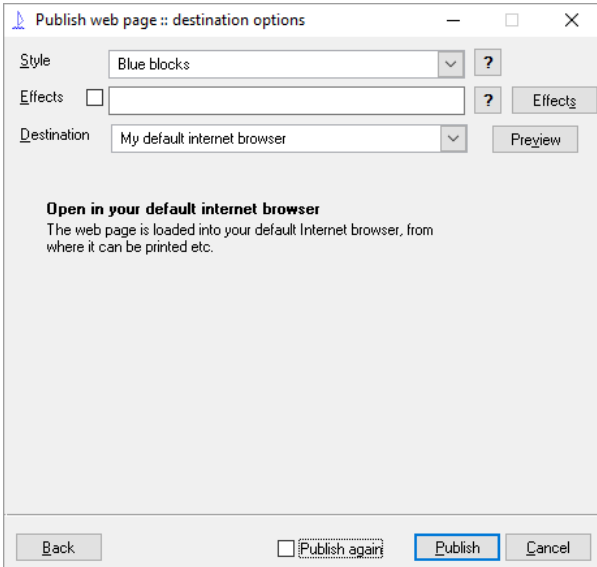 Publish web page :: destination options
Style
Blue blocks
?
Effects
?
Effects
Destination
My default internet browser
Preview
Open in your default internet browser
The web page is loaded into your default Internet browser, from
where it can be printed etc.
Back
Publish again
Publish
Cancel